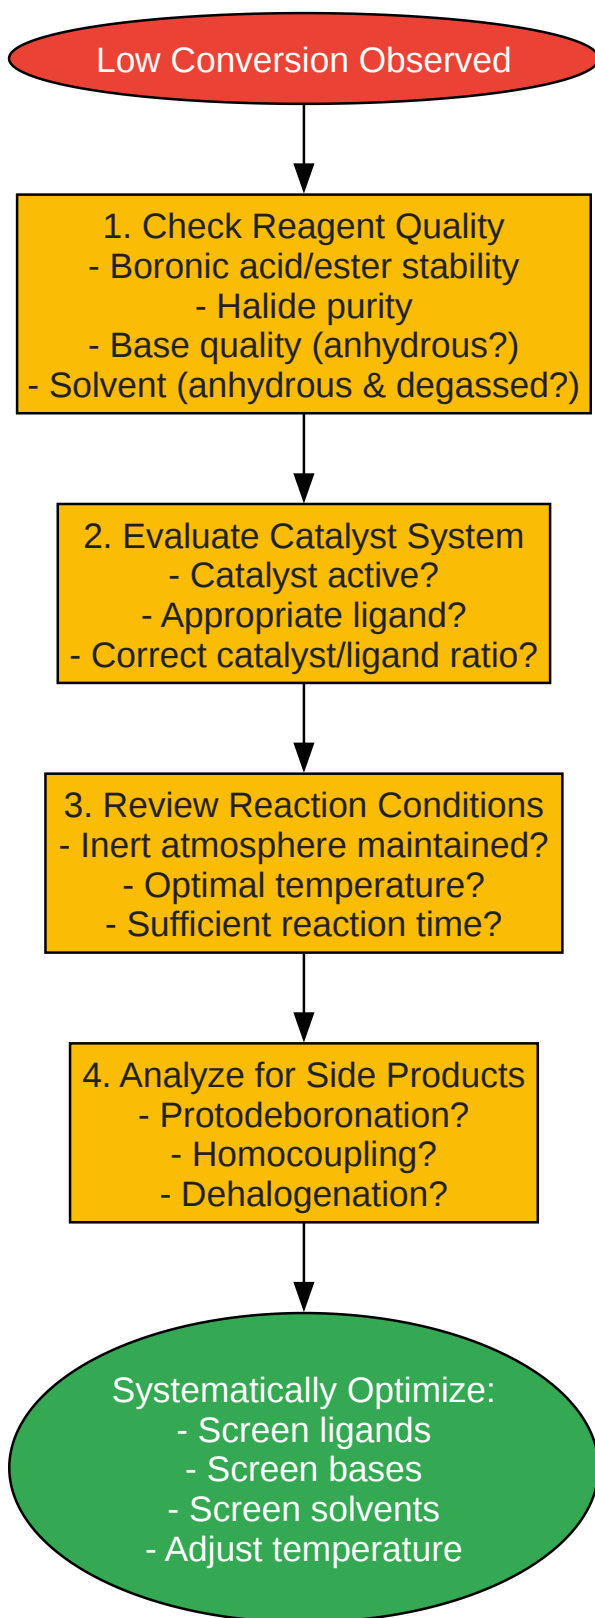 Low Conversion Observed
1. Check Reagent Quality
- Boronic acid/ester stability
- Halide purity
- Base quality (anhydrous?)
- Solvent (anhydrous & degassed?)
2. Evaluate Catalyst System
- Catalyst active?
- Appropriate ligand?
- Correct catalyst/ligand ratio?
3. Review Reaction Conditions
- Inert atmosphere maintained?
- Optimal temperature?
- Sufficient reaction time?
4. Analyze for Side Products
- Protodeboronation?
- Homocoupling?
- Dehalogenation?
Systematically Optimize:
- Screen ligands
- Screen bases
- Screen solvents
- Adjust temperature